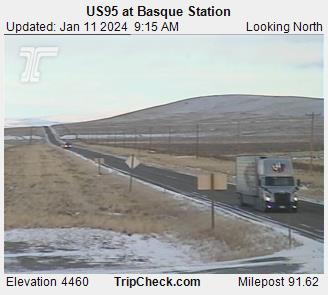 US95 at Basque Station
Updated: Jan 11 2024 9:15 AM Looking North
Elevation 4460 TripCheck.com Milepost 91.62